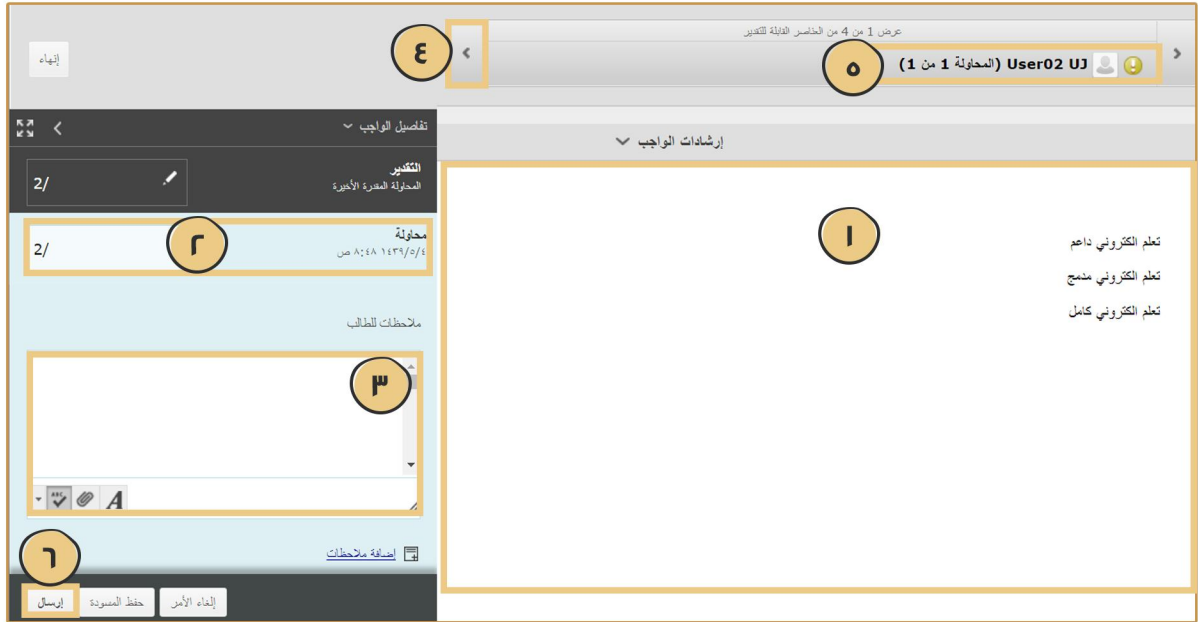 عرض 1 من 4 من العناصر القابلة للتقدير
User02 UJ (المحاولة 1 من 1)
٥
٤
إنهاء
إرشادات الواجب
١
تعلم الكتروني داعم
تعلم الكتروني مدمج
تعلم الكتروني كامل
تفاصيل الواجب
التقدير
المحاولة المقدرة الأخيرة
2/
محاولة
١٤٣٩/٥/٤ ٨:٤٨ ص
٢
2/
ملاحظات للطالب
٣
ABC
A
إضافة ملاحظات
٦
إلغاء الأمر
حفظ المسودة
إرسال